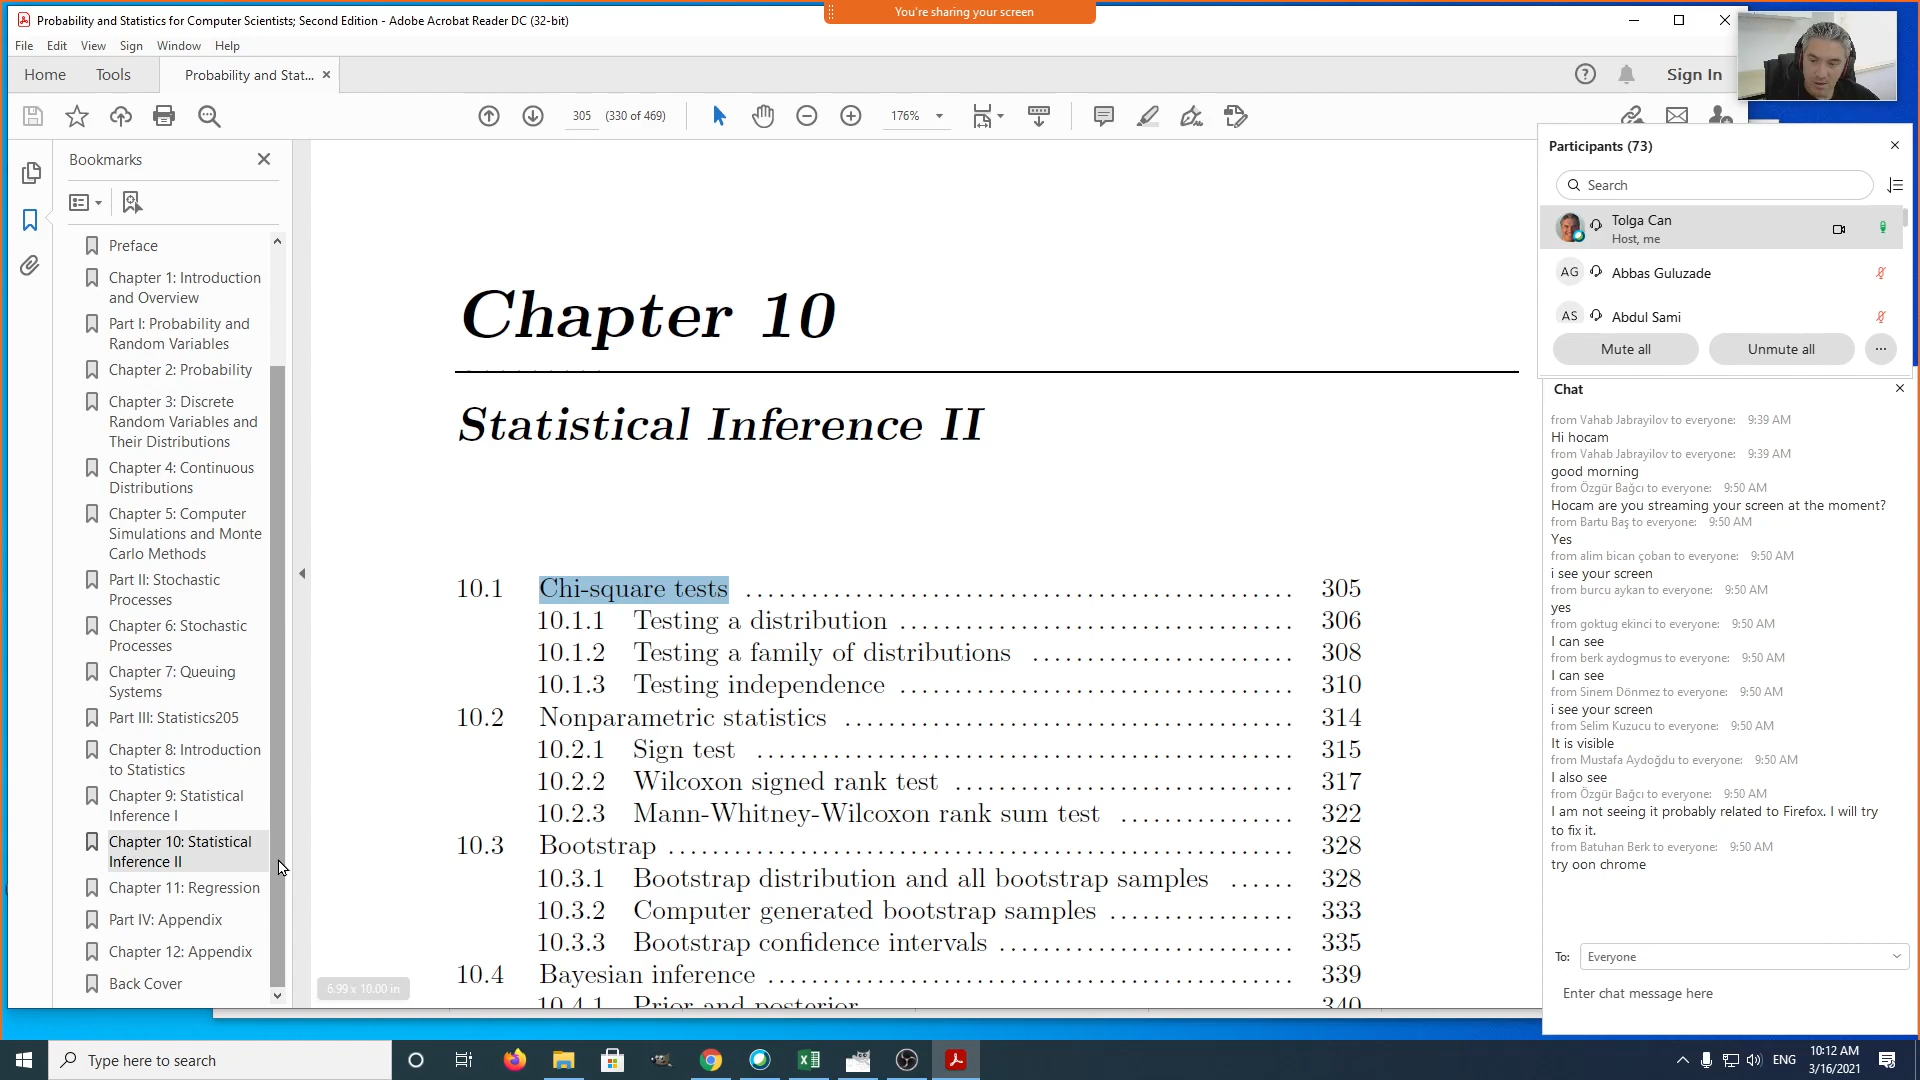 Probability and Statistics for Computer Scientists; Second Edition - Adobe Acrobat Reader DC (32-bit)
You're sharing your screen
File Edit View Sign Window Help
Home Tools Probability and Stat... Sign In
305 (330 of 469) 176%
Bookmarks
Preface
Chapter 1: Introduction
and Overview
Part I: Probability and
Random Variables
Chapter 2: Probability
Chapter 3: Discrete
Random Variables and
Their Distributions
Chapter 4: Continuous
Distributions
Chapter 5: Computer
Simulations and Monte
Carlo Methods
Part II: Stochastic
Processes
Chapter 6: Stochastic
Processes
Chapter 7: Queuing
Systems
Part III: Statistics205
Chapter 8: Introduction
to Statistics
Chapter 9: Statistical
Inference I
Chapter 10: Statistical
Inference II
Chapter 11: Regression
Part IV: Appendix
Chapter 12: Appendix
Back Cover
Chapter 10
Statistical Inference II
10.1 Chi-square tests 305
10.1.1 Testing a distribution 306
10.1.2 Testing a family of distributions 308
10.1.3 Testing independence 310
10.2 Nonparametric statistics 314
10.2.1 Sign test 315
10.2.2 Wilcoxon signed rank test 317
10.2.3 Mann-Whitney-Wilcoxon rank sum test 322
10.3 Bootstrap 328
10.3.1 Bootstrap distribution and all bootstrap samples 328
10.3.2 Computer generated bootstrap samples 333
10.3.3 Bootstrap confidence intervals 335
10.4 Bayesian inference 339
10.4.1 Prior and posterior 340
6.99 x 10.00 in
Participants (73)
Search
Tolga Can
Host, me
AG Abbas Guluzade
AS Abdul Sami
Mute all Unmute all
Chat
from Vahab Jabrayilov to everyone: 9:39 AM
Hi hocam
from Vahab Jabrayilov to everyone: 9:39 AM
good morning
from Özgür Bağcı to everyone: 9:50 AM
Hocam are you streaming your screen at the moment?
from Bartu Baş to everyone: 9:50 AM
Yes
from alim bican çoban to everyone: 9:50 AM
i see your screen
from burcu aykan to everyone: 9:50 AM
yes
from goktug ekinci to everyone: 9:50 AM
I can see
from berk aydogmus to everyone: 9:50 AM
I can see
from Sinem Dönmez to everyone: 9:50 AM
i see your screen
from Selim Kuzucu to everyone: 9:50 AM
It is visible
from Mustafa Aydoğdu to everyone: 9:50 AM
I also see
from Özgür Bağcı to everyone: 9:50 AM
I am not seeing it probably related to Firefox. I will try
to fix it.
from Batuhan Berk to everyone: 9:50 AM
try oon chrome
To: Everyone
Enter chat message here
Type here to search
ENG
10:12 AM
3/16/2021